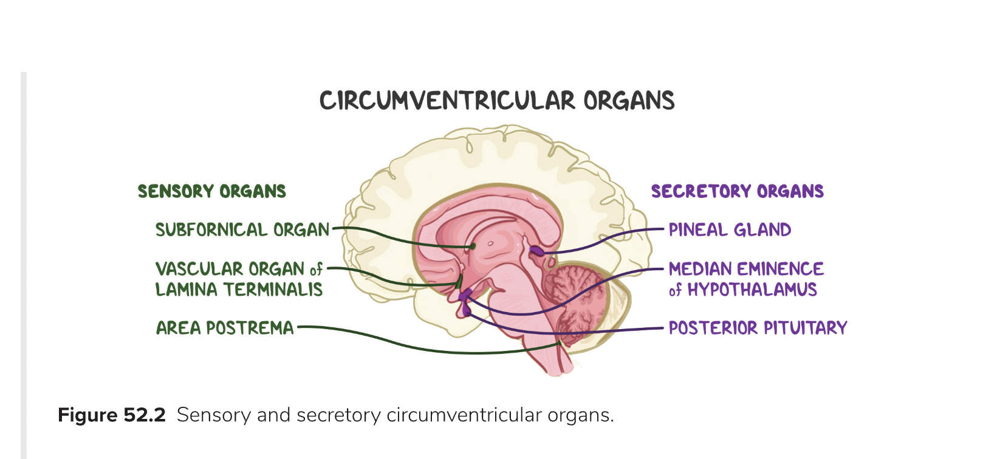 CIRCUMVENTRICULAR ORGANS
SENSORY ORGANS
SUBFORNICAL ORGAN
VASCULAR ORGAN of
LAMINA TERMINALIS
AREA POSTREMA
SECRETORY ORGANS
PINEAL GLAND
MEDIAN EMINENCE
of HYPOTHALAMUS
POSTERIOR PITUITARY
Figure 52.2 Sensory and secretory circumventricular organs.